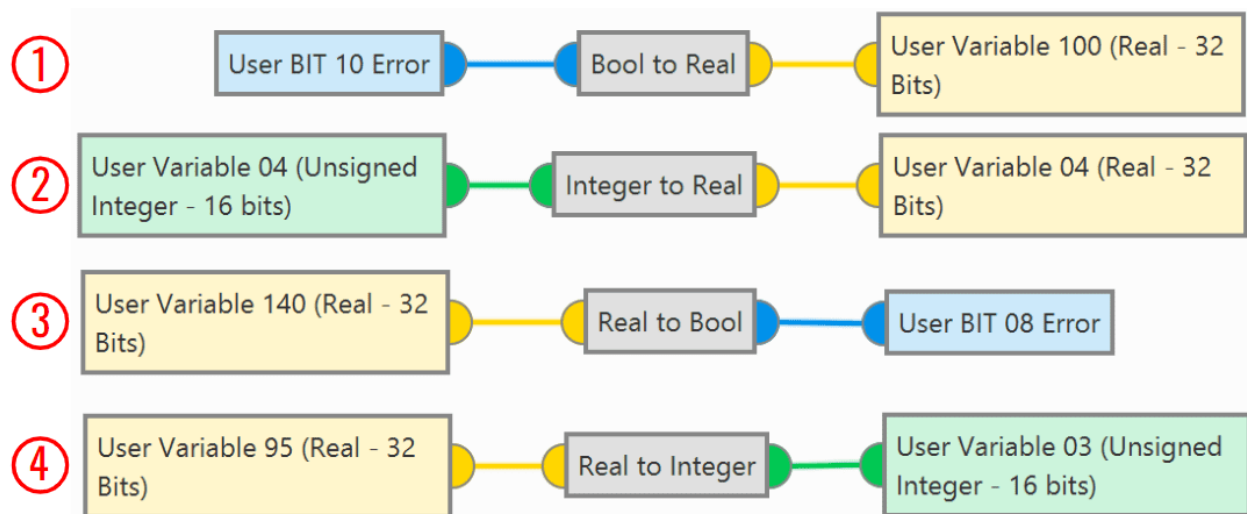 1
User BIT 10 Error
Bool to Real
User Variable 100 (Real - 32
Bits)
2
User Variable 04 (Unsigned
Integer - 16 bits)
Integer to Real
User Variable 04 (Real - 32
Bits)
3
User Variable 140 (Real - 32
Bits)
Real to Bool
User BIT 08 Error
4
User Variable 95 (Real - 32
Bits)
Real to Integer
User Variable 03 (Unsigned
Integer - 16 bits)